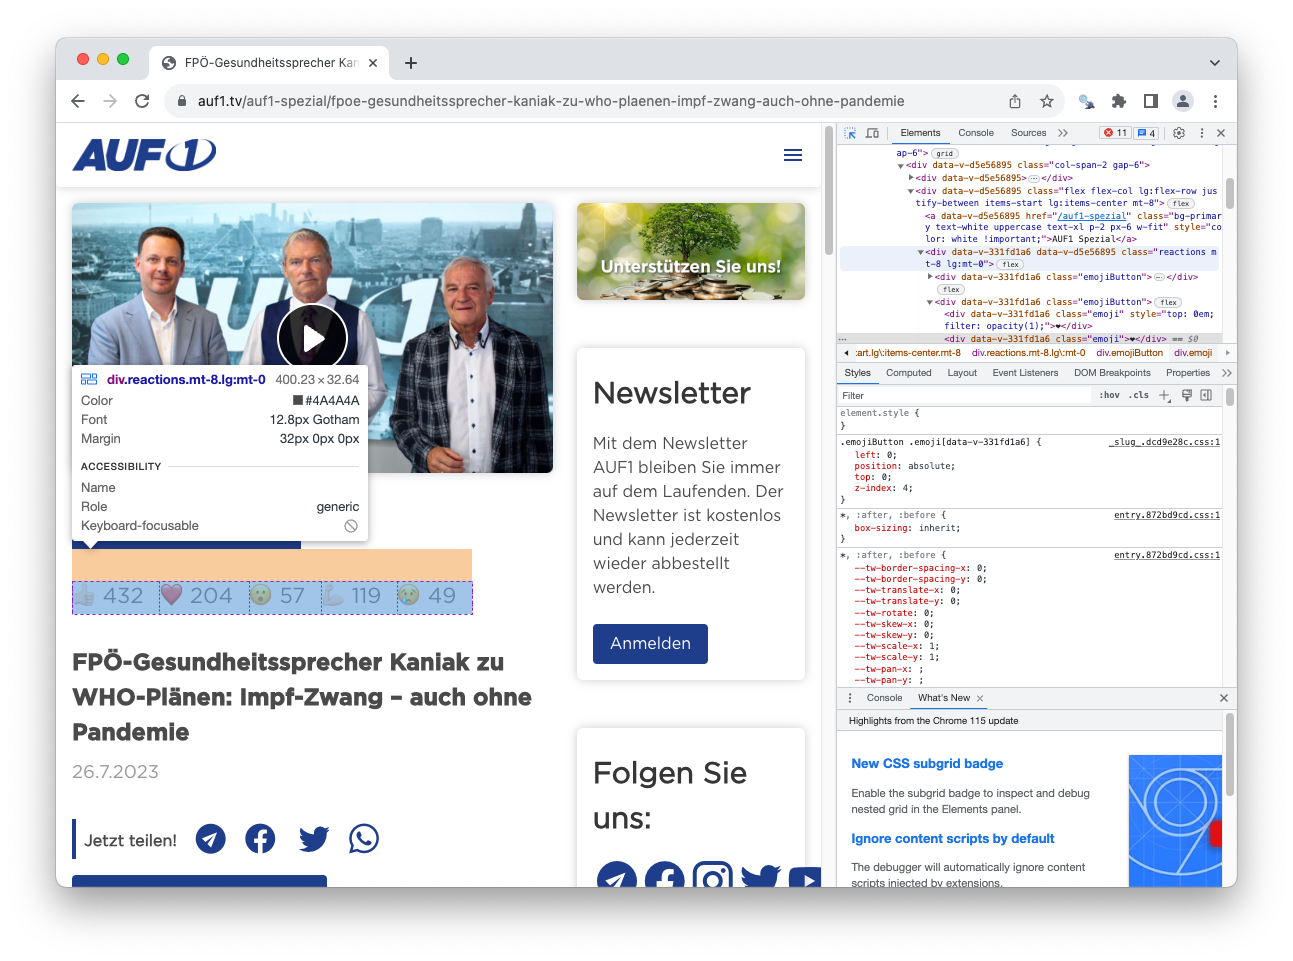 FPÖ-Gesundheitssprecher Kan
auf1.tv/auf1-spezial/fpoe-gesundheitssprecher-kaniak-zu-who-plaenen-impf-zwang-auch-ohne-pandemie
AUF1
Unterstützen Sie uns!
div.reactions.mt-8.lg:mt-0 400.23 × 32.64
Color #4A4A4A
Font 12.8px Gotham
Margin 32px 0px 0px
ACCESSIBILITY
Name
Role generic
Keyboard-focusable
432 204 57 119 49
FPÖ-Gesundheitssprecher Kaniak zu
WHO-Plänen: Impf-Zwang – auch ohne
Pandemie
26.7.2023
Jetzt teilen!
Newsletter
Mit dem Newsletter
AUF1 bleiben Sie immer
auf dem Laufenden. Der
Newsletter ist kostenlos
und kann jederzeit
wieder abbestellt
werden.
Anmelden
Folgen Sie
uns:
Elements Console Sources 11 4
ap-6"> grid
<div data-v-d5e56895 class="col-span-2 gap-6">
<div data-v-d5e56895>…</div>
<div data-v-d5e56895 class="flex flex-col lg:flex-row jus
tify-between items-start lg:items-center mt-8"> flex
<a data-v-d5e56895 href="/auf1-spezial" class="bg-primar
y text-white uppercase text-xl p-2 px-6 w-fit" style="co
lor: white !important;">AUF1 Spezial</a>
<div data-v-331fd1a6 data-v-d5e56895 class="reactions m
t-8 lg:mt-0"> flex
<div data-v-331fd1a6 class="emojiButton">…</div>
flex
<div data-v-331fd1a6 class="emojiButton"> flex
<div data-v-331fd1a6 class="emoji" style="top: 0em;
filter: opacity(1);">❤</div>
<div data-v-331fd1a6 class="emoji">❤</div> == $0
:art.lg\:items-center.mt-8 div.reactions.mt-8.lg\:mt-0 div.emojiButton div.emoji
Styles Computed Layout Event Listeners DOM Breakpoints Properties
Filter :hov .cls
element.style {
}
.emojiButton .emoji[data-v-331fd1a6] { _slug_.dcd9e28c.css:1
left: 0;
position: absolute;
top: 0;
z-index: 4;
}
*, :after, :before { entry.872bd9cd.css:1
box-sizing: inherit;
}
*, :after, :before { entry.872bd9cd.css:1
--tw-border-spacing-x: 0;
--tw-border-spacing-y: 0;
--tw-translate-x: 0;
--tw-translate-y: 0;
--tw-rotate: 0;
--tw-skew-x: 0;
--tw-skew-y: 0;
--tw-scale-x: 1;
--tw-scale-y: 1;
--tw-pan-x: ;
--tw-pan-y: ;
Console What's New
Highlights from the Chrome 115 update
New CSS subgrid badge
Enable the subgrid badge to inspect and debug
nested grid in the Elements panel.
Ignore content scripts by default
The debugger will automatically ignore content
scripts injected by extensions.